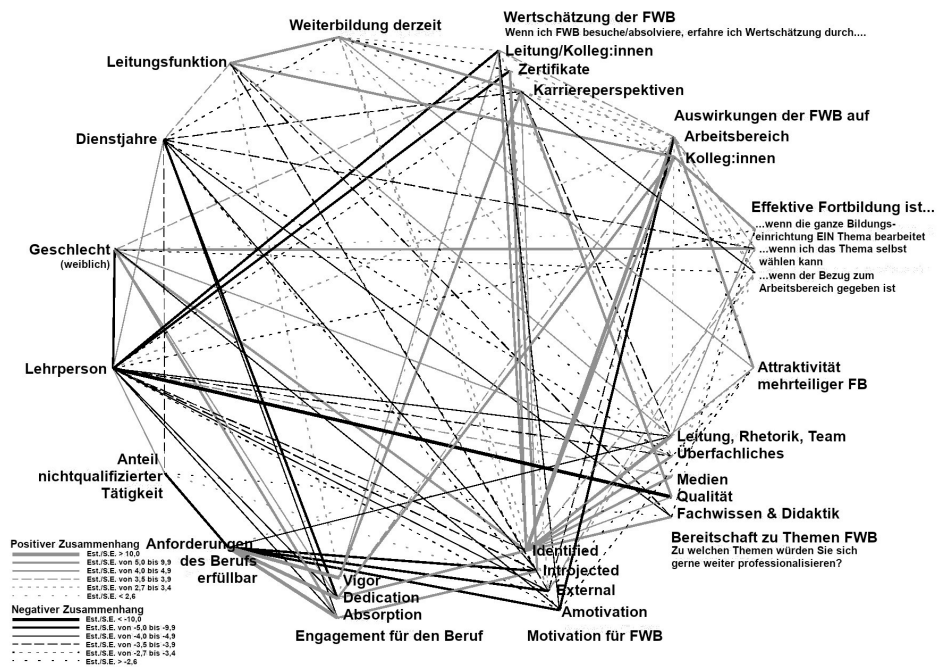 Weiterbildung derzeit
Wertschätzung der FWB
Wenn ich FWB besuche/absolviere, erfahre ich Wertschätzung durch....
Leitung/Kolleg:innen
Zertifikate
Karriereperspektiven
Leitungsfunktion
Auswirkungen der FWB auf
Arbeitsbereich
Kolleg:innen
Dienstjahre
Effektive Fortbildung ist...
...wenn die ganze Bildungs-
einrichtung EIN Thema bearbeitet
...wenn ich das Thema selbst
wählen kann
...wenn der Bezug zum
Arbeitsbereich gegeben ist
Geschlecht
(weiblich)
Lehrperson
Attraktivität
mehrteiliger FB
Leitung, Rhetorik, Team
Überfachliches
Medien
Qualität
Fachwissen & Didaktik
Bereitschaft zu Themen FWB
Zu welchen Themen würden Sie sich
gerne weiter professionalisieren?
Anteil
nichtqualifizierter
Tätigkeit
Anforderungen
des Berufs
erfüllbar
Vigor
Dedication
Absorption
Engagement für den Beruf
Identified
Introjected
External
Amotivation
Motivation für FWB
Positiver Zusammenhang
Est./S.E. > 10,0
Est./S.E. von 5,0 bis 9,9
Est./S.E. von 4,0 bis 4,9
Est./S.E. von 3,5 bis 3,9
Est./S.E. von 2,7 bis 3,4
Est./S.E. < 2,6
Negativer Zusammenhang
Est./S.E. < -10,0
Est./S.E. von -5,0 bis -9,9
Est./S.E. von -4,0 bis -4,9
Est./S.E. von -3,5 bis -3,9
Est./S.E. von -2,7 bis -3,4
Est./S.E. > -2,6